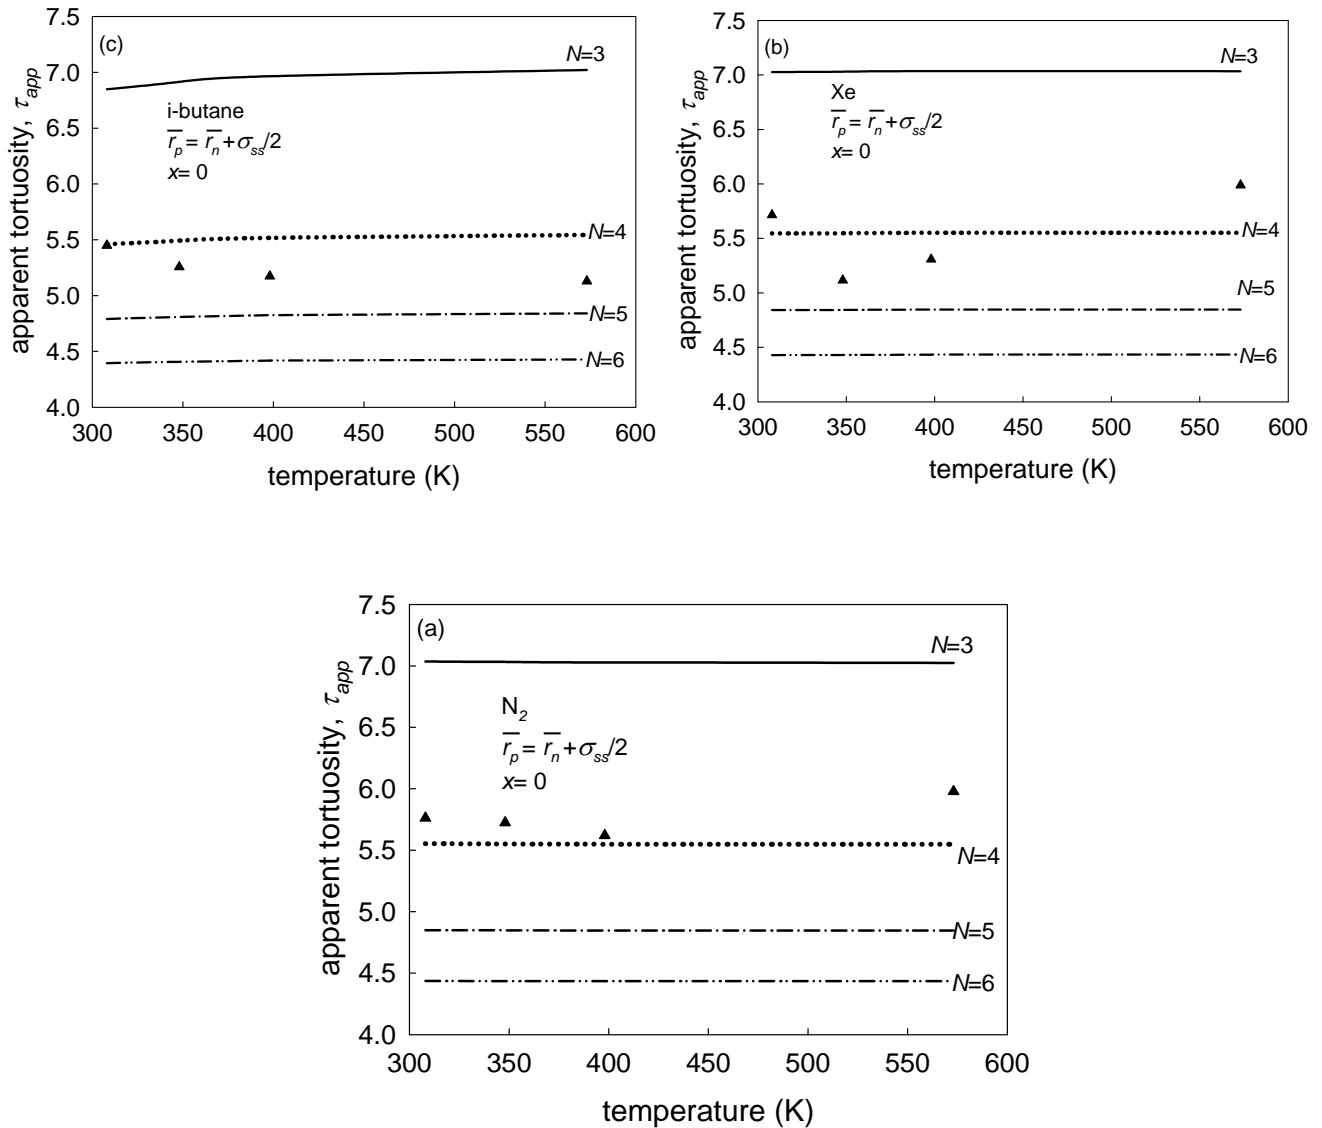 (c)
7.5
7.0
6.5
6.0
5.5
5.0
4.5
4.0
apparent tortuosity, τapp
N=3
i-butane
r̅p= r̅n+σss/2
x= 0
N=4
N=5
N=6
300 350 400 450 500 550 600
temperature (K)
(b)
7.5
7.0
6.5
6.0
5.5
5.0
4.5
4.0
apparent tortuosity, τapp
N=3
Xe
r̅p= r̅n+σss/2
x= 0
N=4
N=5
N=6
300 350 400 450 500 550 600
temperature (K)
(a)
7.5
7.0
6.5
6.0
5.5
5.0
4.5
4.0
apparent tortuosity, τapp
N=3
N2
r̅p= r̅n+σss/2
x= 0
N=4
N=5
N=6
300 350 400 450 500 550 600
temperature (K)